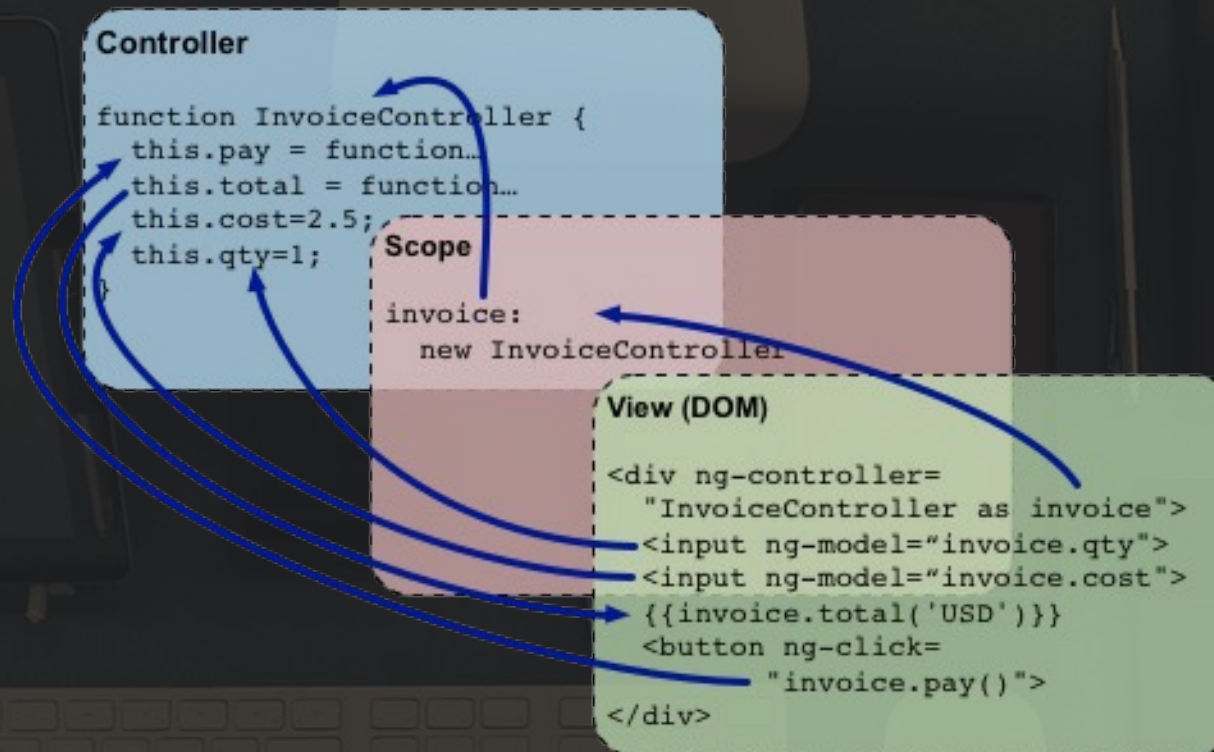 Controller
function InvoiceController {
this.pay = function…
this.total = function…
this.cost=2.5;
this.qty=1;
}
Scope
invoice:
new InvoiceController
View (DOM)
<div ng-controller=
"InvoiceController as invoice">
<input ng-model=“invoice.qty">
<input ng-model=“invoice.cost">
{{invoice.total('USD')}}
<button ng-click=
"invoice.pay()">
</div>